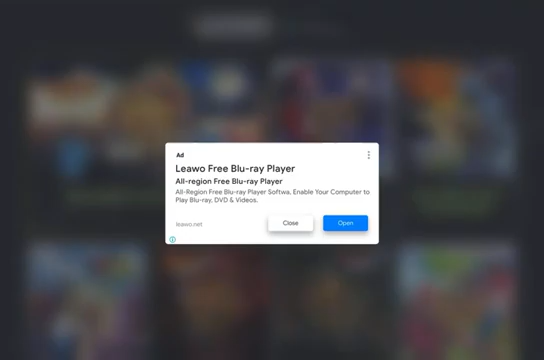 Ad
Leawo Free Blu-ray Player
All-region Free Blu-ray Player
All-Region Free Blu-ray Player Softwa, Enable Your Computer to
Play Blu-ray, DVD & Videos.
leawo.net
Close
Open